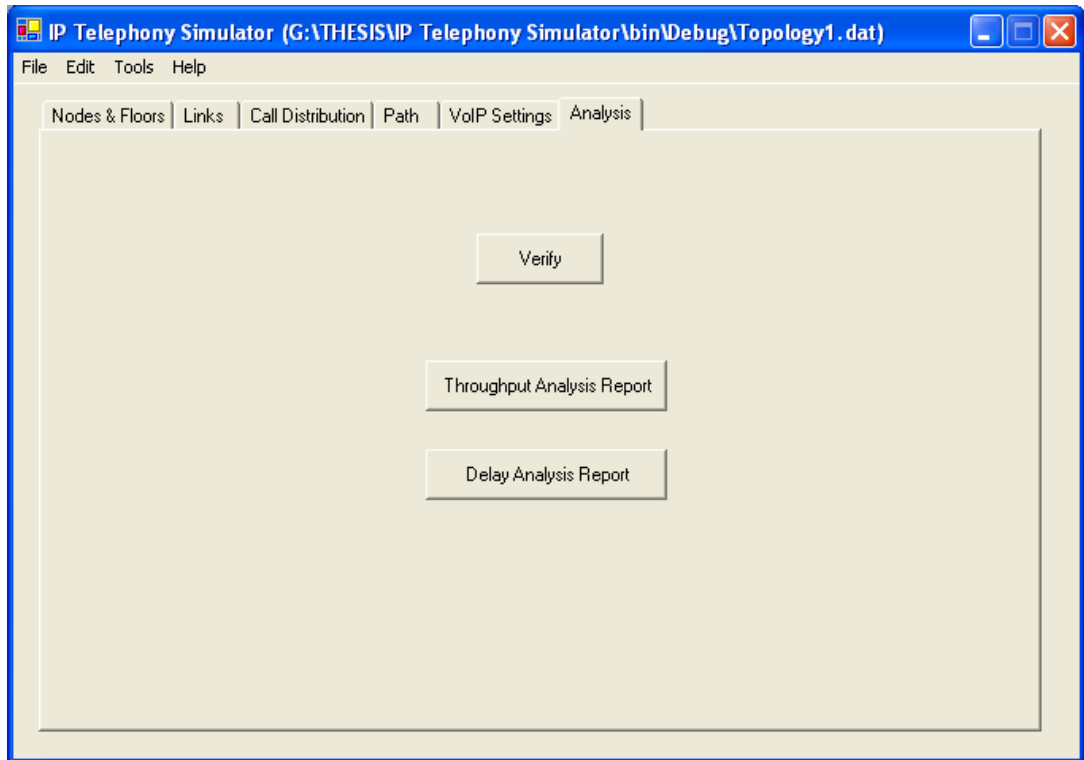 IP Telephony Simulator (G:\THESIS\IP Telephony Simulator\bin\Debug\Topology1.dat)
File Edit Tools Help
Nodes & Floors Links Call Distribution Path VoIP Settings Analysis
Verify
Throughput Analysis Report
Delay Analysis Report